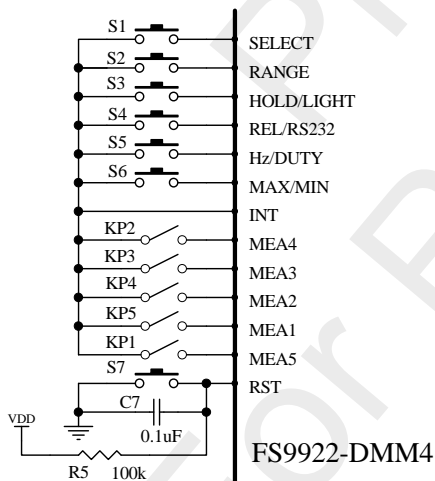 S1
SELECT
S2
RANGE
S3
HOLD/LIGHT
S4
REL/RS232
S5
Hz/DUTY
S6
MAX/MIN
INT
KP2
MEA4
KP3
MEA3
KP4
MEA2
KP5
MEA1
KP1
MEA5
S7
RST
C7
VDD
0.1uF
FS9922-DMM4
R5 100k
For P